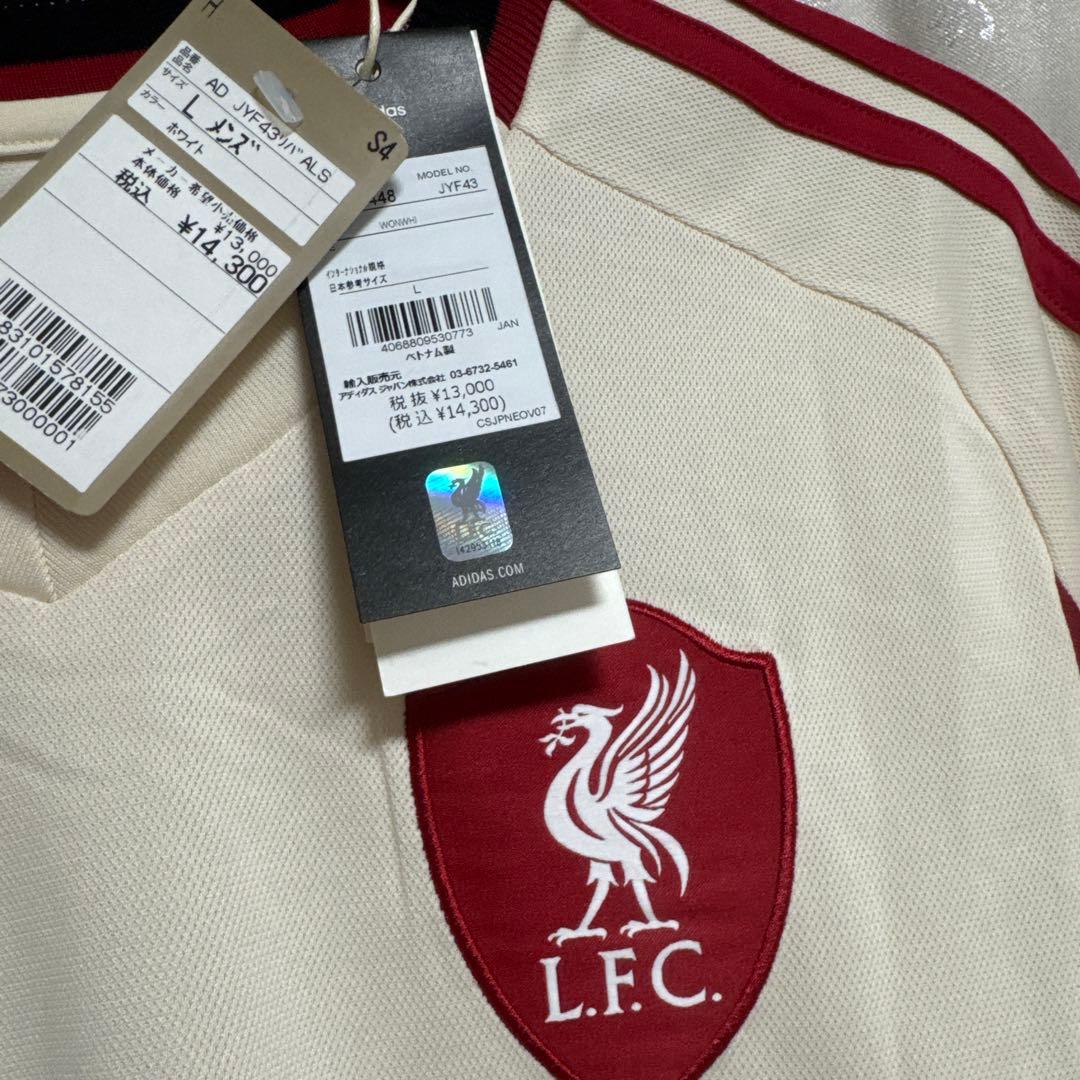 品番
品名
AD JYF43リバALS
サイズ
L メンズ
カラー
ホワイト
メーカー希望小売価格
本体価格 ¥13,000
税込 ¥14,300
S4
das
MODEL NO.
448 JYF43
(WONWHI
インターナショナル規格
日本参考サイズ
L
4068809530773 JAN
ベトナム製
輸入販売元
アディダス ジャパン株式会社 03-6732-5461
税抜 ¥13,000
(税込 ¥14,300)
CSJPNEOV07
ADIDAS.COM
L.F.C.